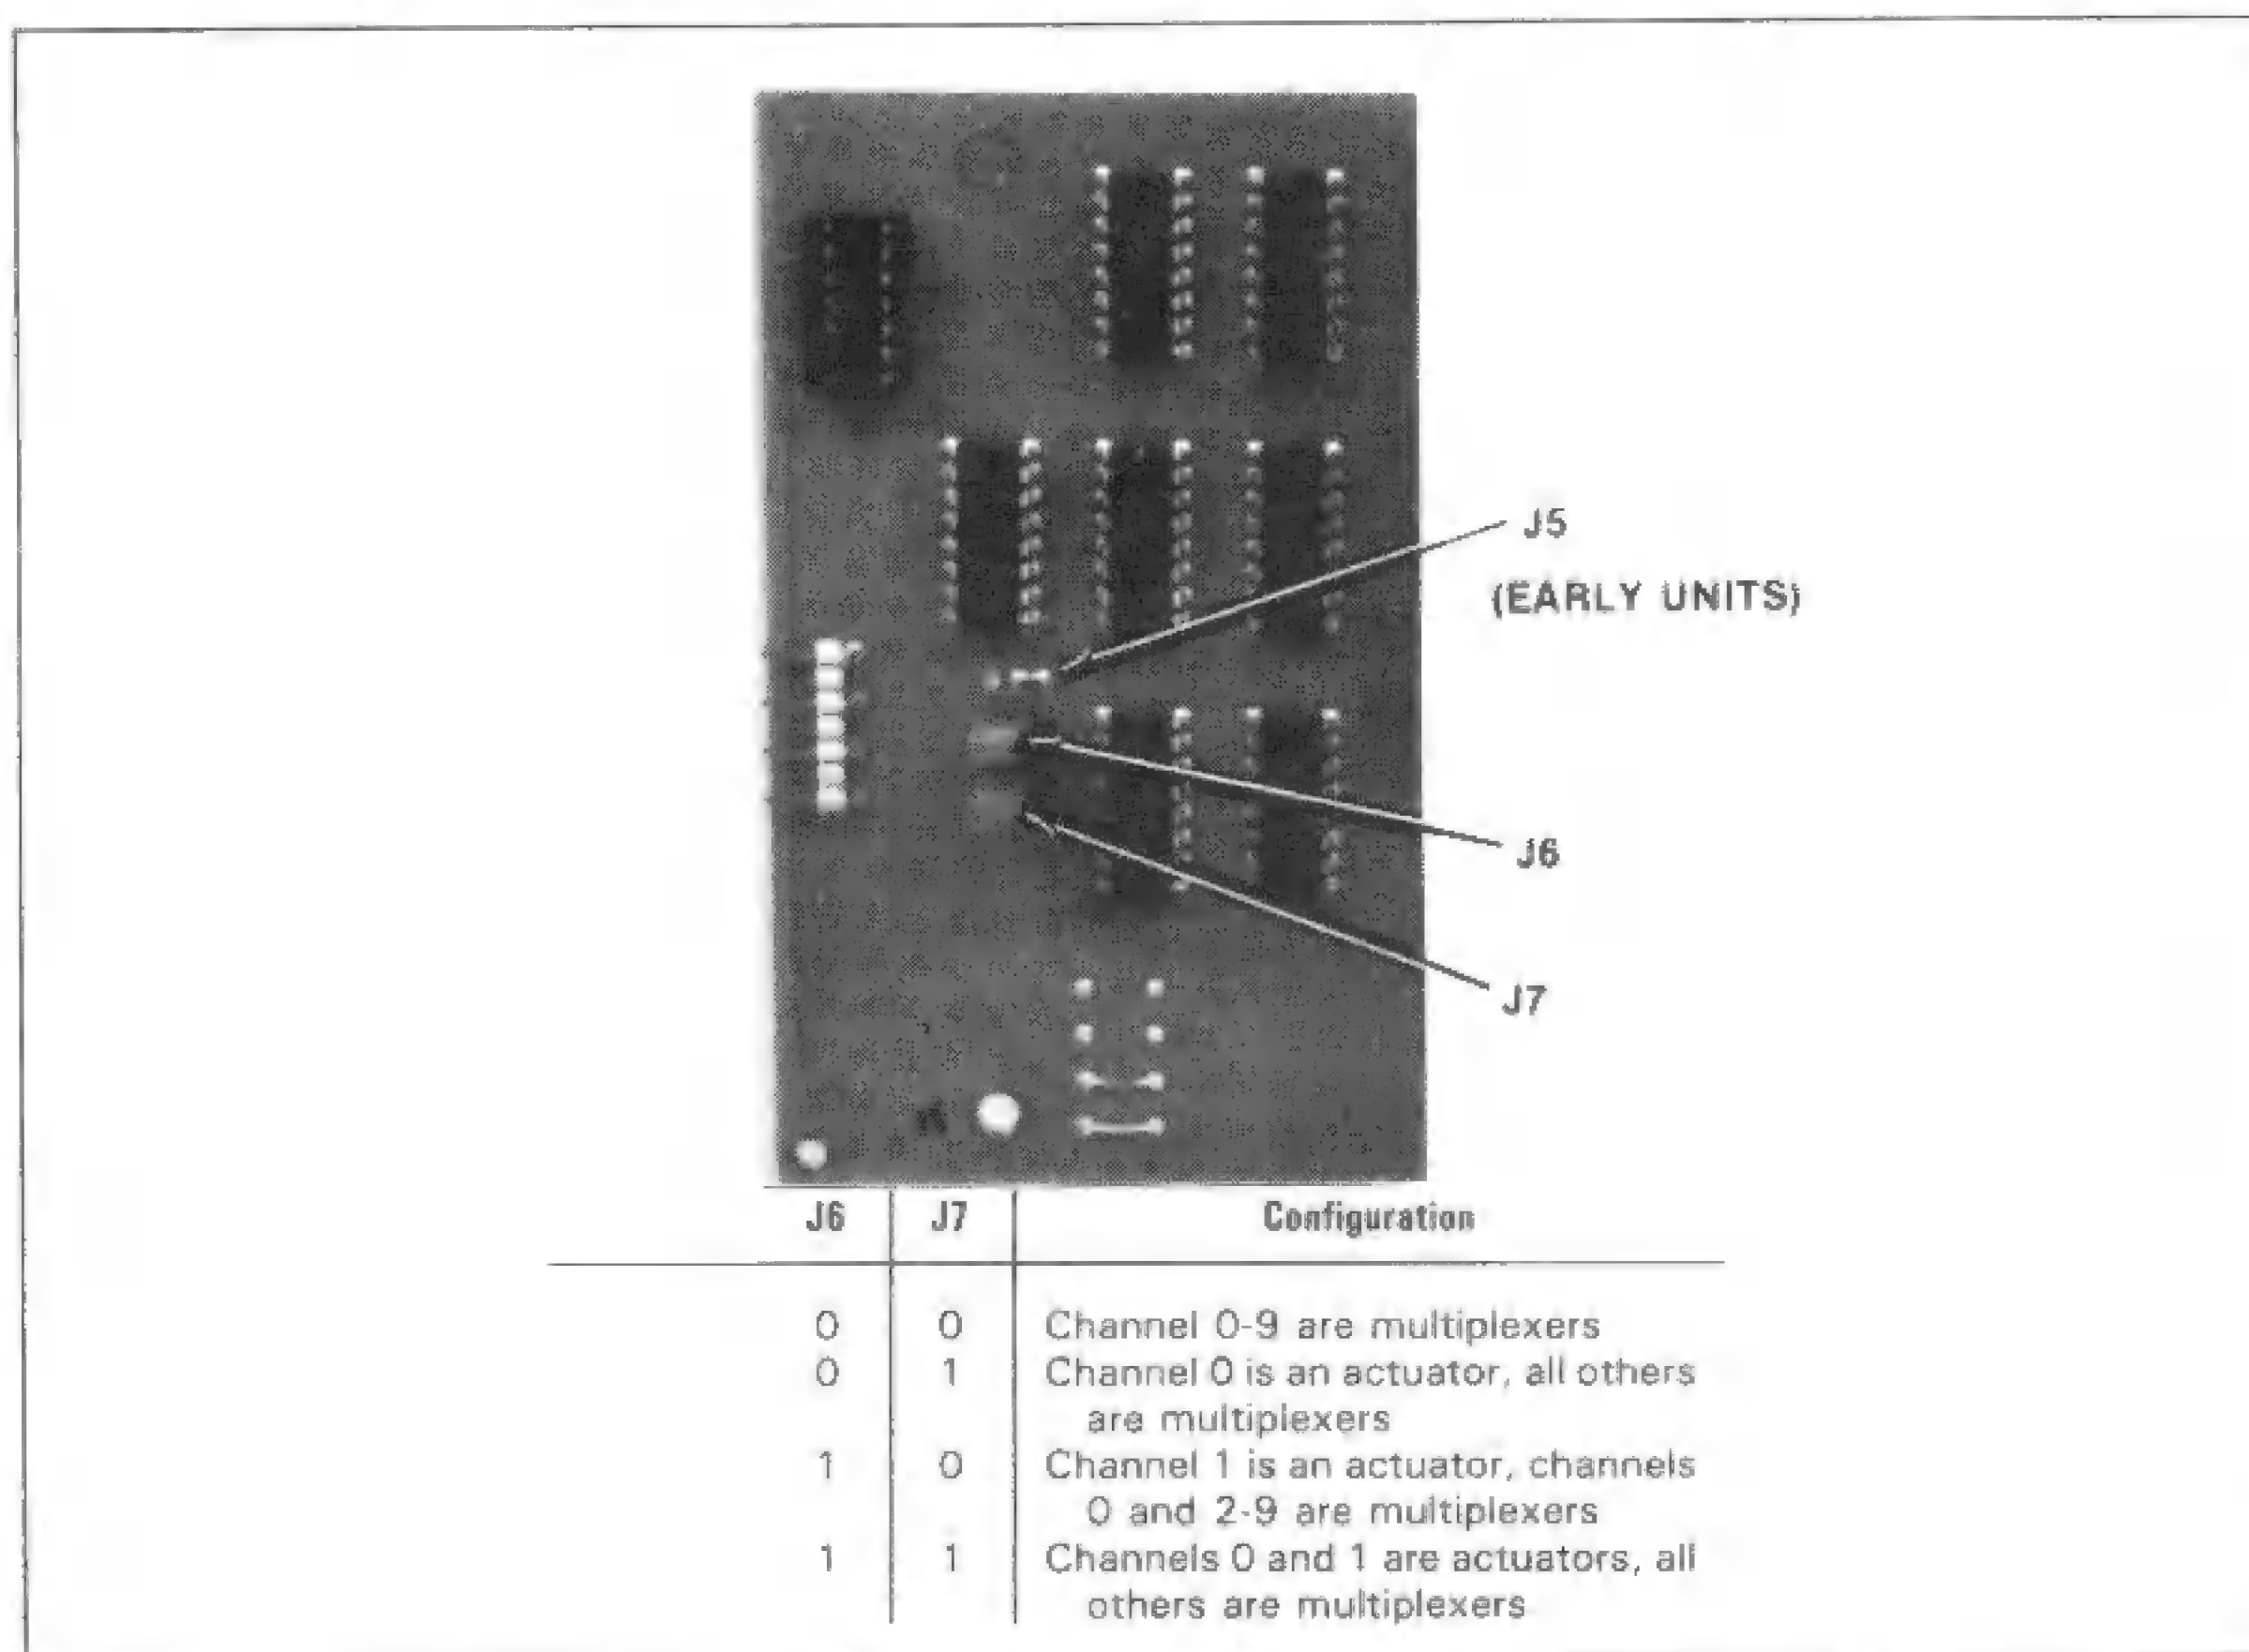 J5
(EARLY UNITS)
J6
J7
J6 J7 Configuration
0 0 Channel 0-9 are multiplexers
0 1 Channel 0 is an actuator, all others
are multiplexers
1 0 Channel 1 is an actuator, channels
0 and 2-9 are multiplexers
1 1 Channels 0 and 1 are actuators, all
others are multiplexers